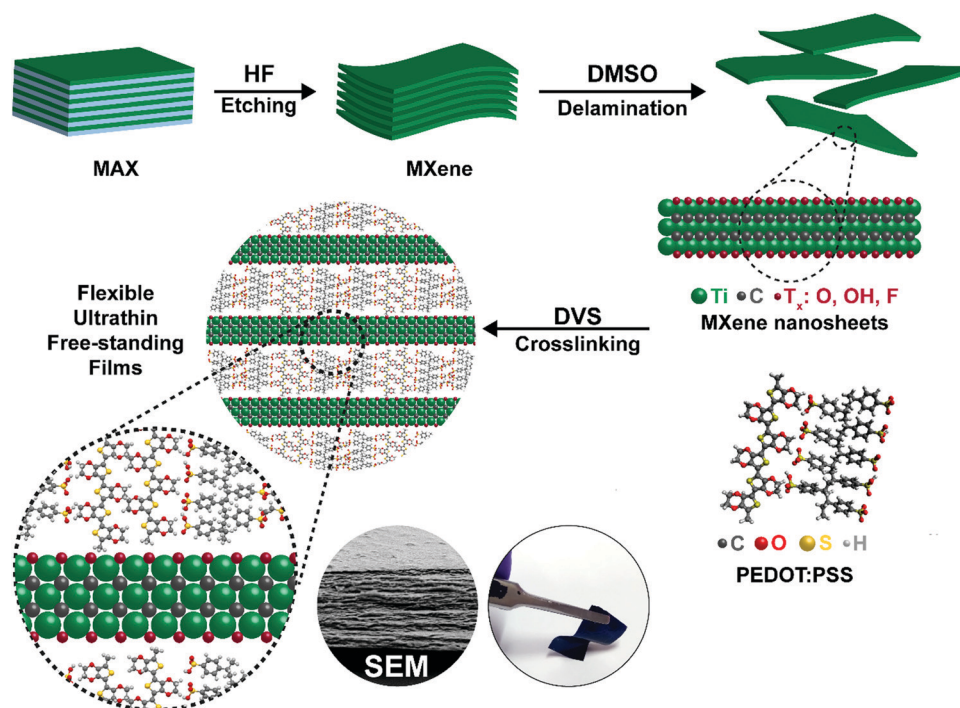 HF
Etching
DMSO
Delamination
MAX
MXene
Ti C Tx: O, OH, F
MXene nanosheets
Flexible
Ultrathin
Free-standing
Films
DVS
Crosslinking
C O S H
PEDOT:PSS
SEM